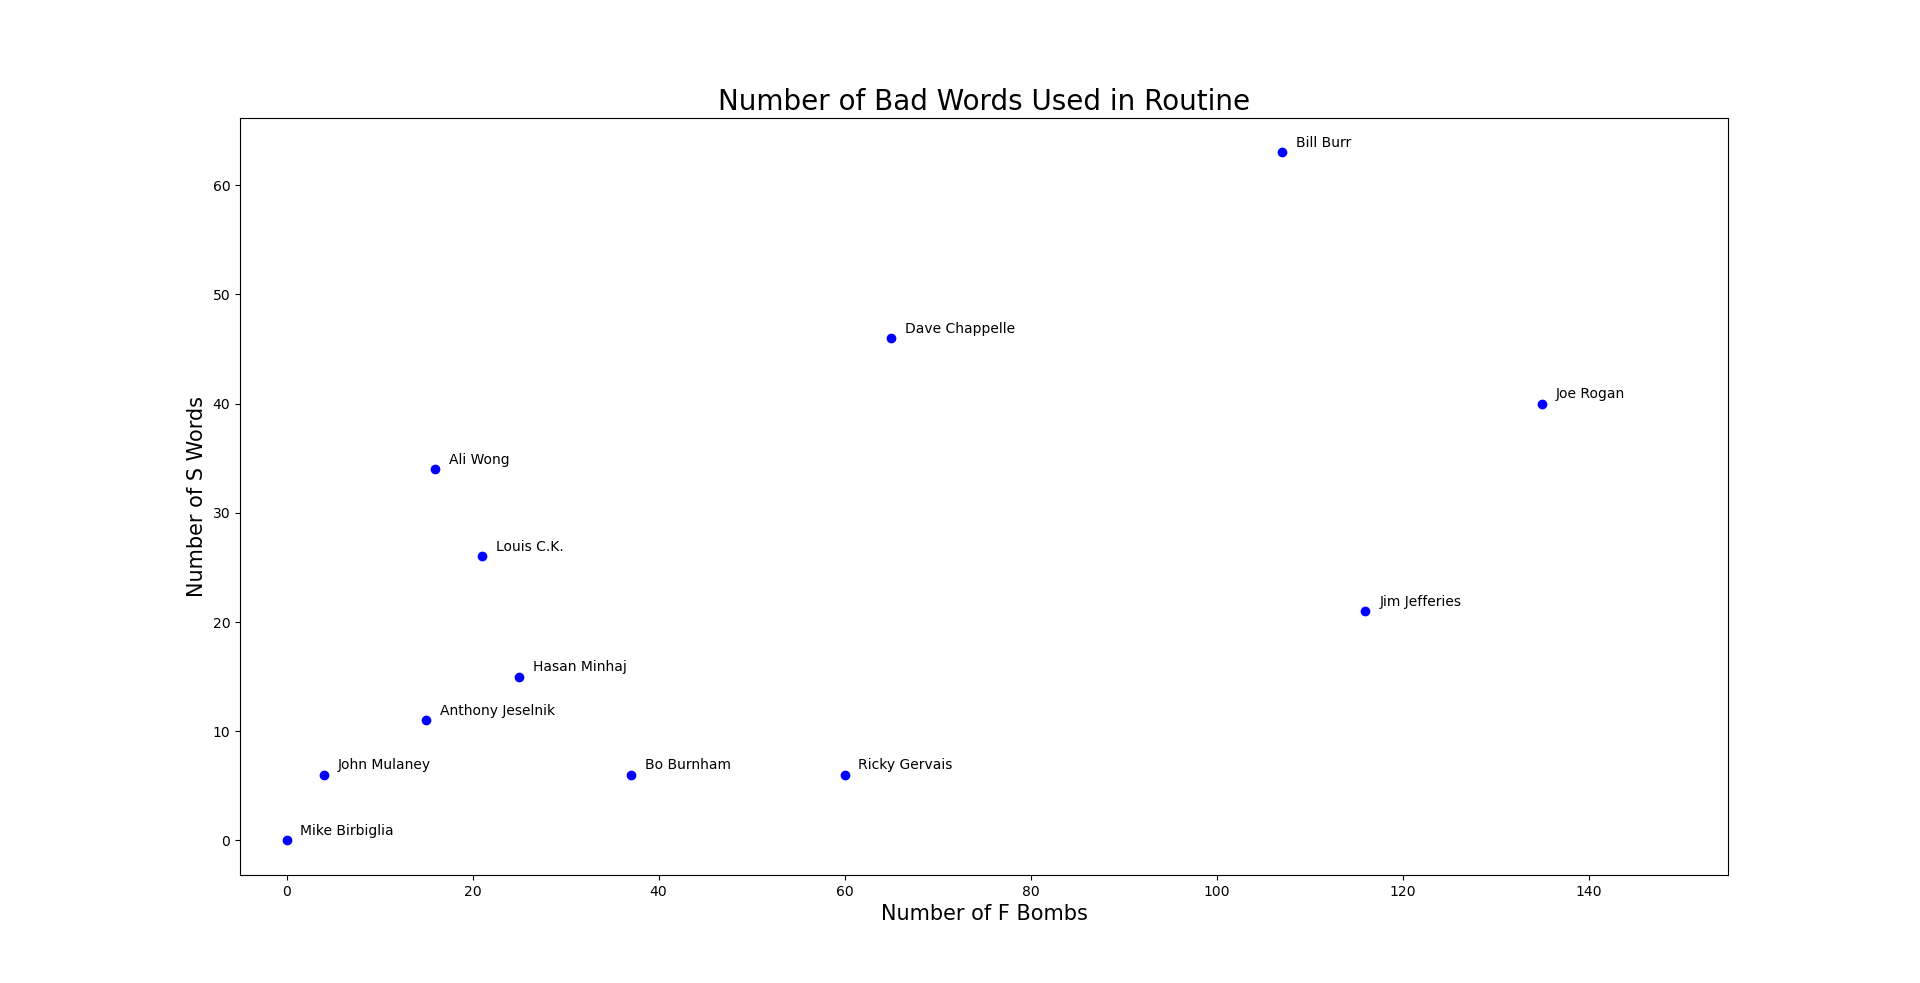 Number of Bad Words Used in Routine
Bill Burr
60
50
Dave Chappelle
Joe Rogan
40
Ali Wong
Number of S Words
30
Louis C.K.
Jim Jefferies
20
Hasan Minhaj
Anthony Jeselnik
10
John Mulaney
Bo Burnham
Ricky Gervais
Mike Birbiglia
0
0 20 40 60 80 100 120 140
Number of F Bombs